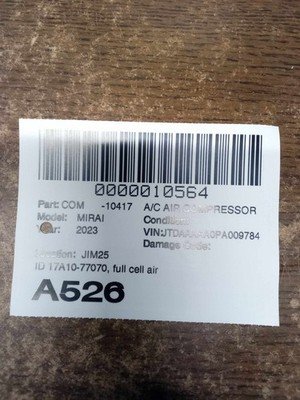 0000010564
Part: COM -10417 A/C AIR COMPRESSOR
Model: MIRAI Condition:
Year: 2023 VIN:JTDAAAAA0PA009784
Damage Code:
Location: JIM25
ID 17A10-77070, full cell air
A526